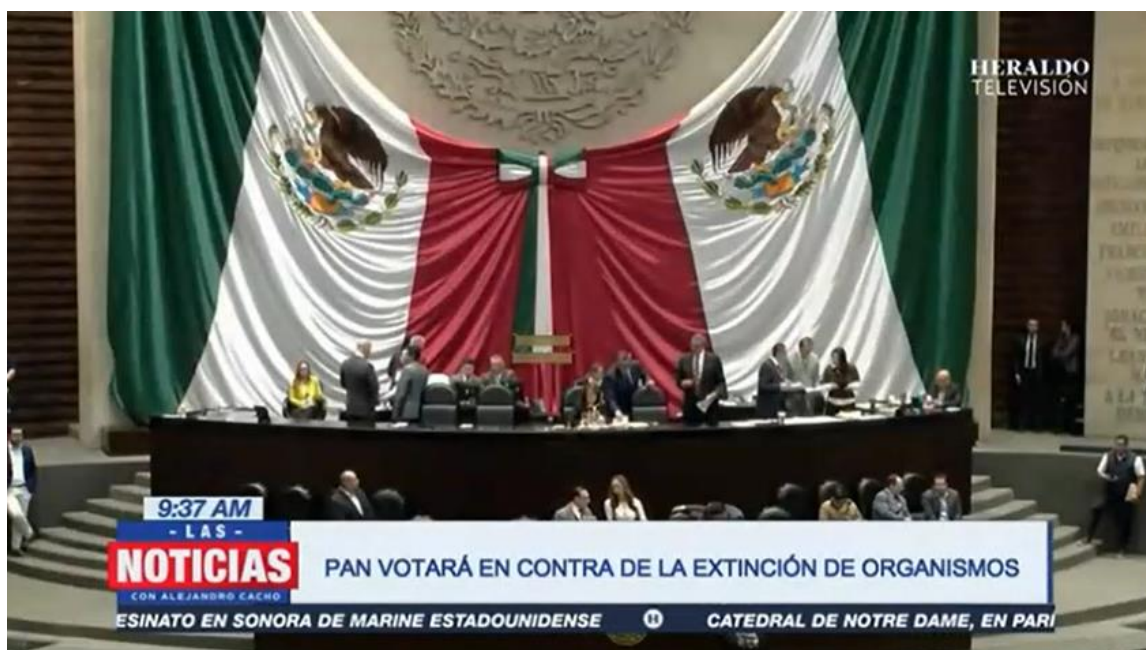 HERALDO
TELEVISIÓN
9:37 AM
- LAS -
NOTICIAS
CON ALEJANDRO CACHO
PAN VOTARÁ EN CONTRA DE LA EXTINCIÓN DE ORGANISMOS
ESINATO EN SONORA DE MARINE ESTADOUNIDENSE
CATEDRAL DE NOTRE DAME, EN PARI